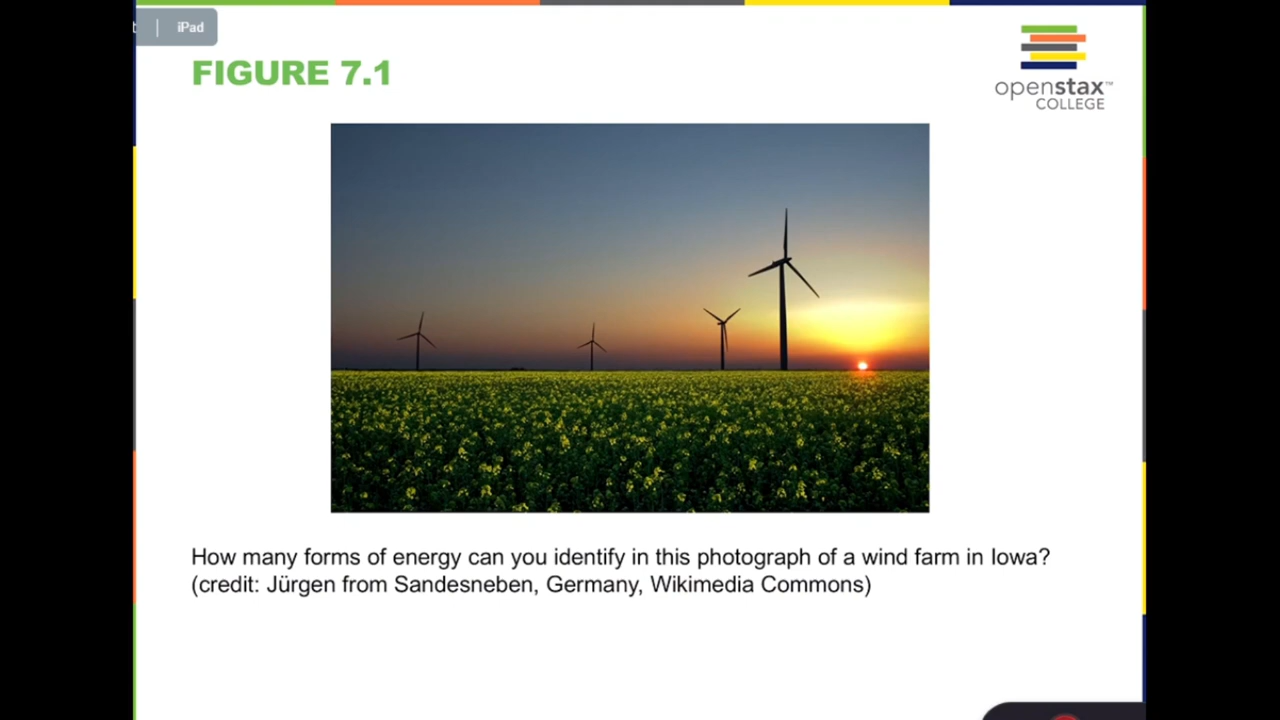 iPad
FIGURE 7.1
openstax™
COLLEGE
How many forms of energy can you identify in this photograph of a wind farm in Iowa?
(credit: Jürgen from Sandesneben, Germany, Wikimedia Commons)